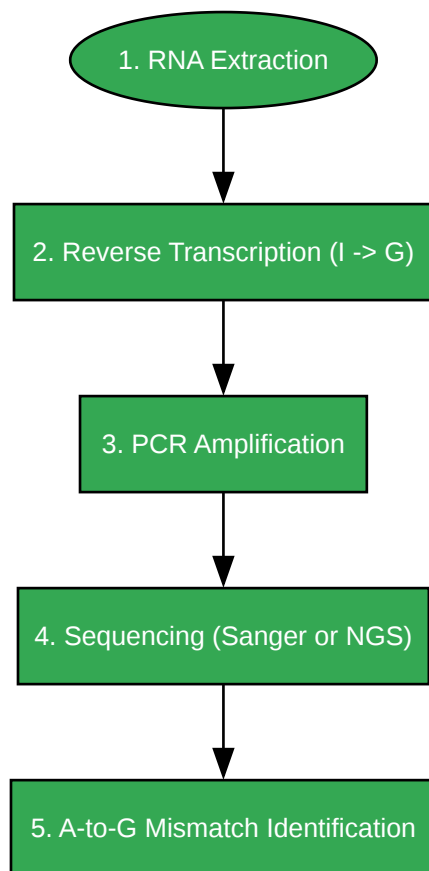 1. RNA Extraction
2. Reverse Transcription (I -> G)
3. PCR Amplification
4. Sequencing (Sanger or NGS)
5. A-to-G Mismatch Identification